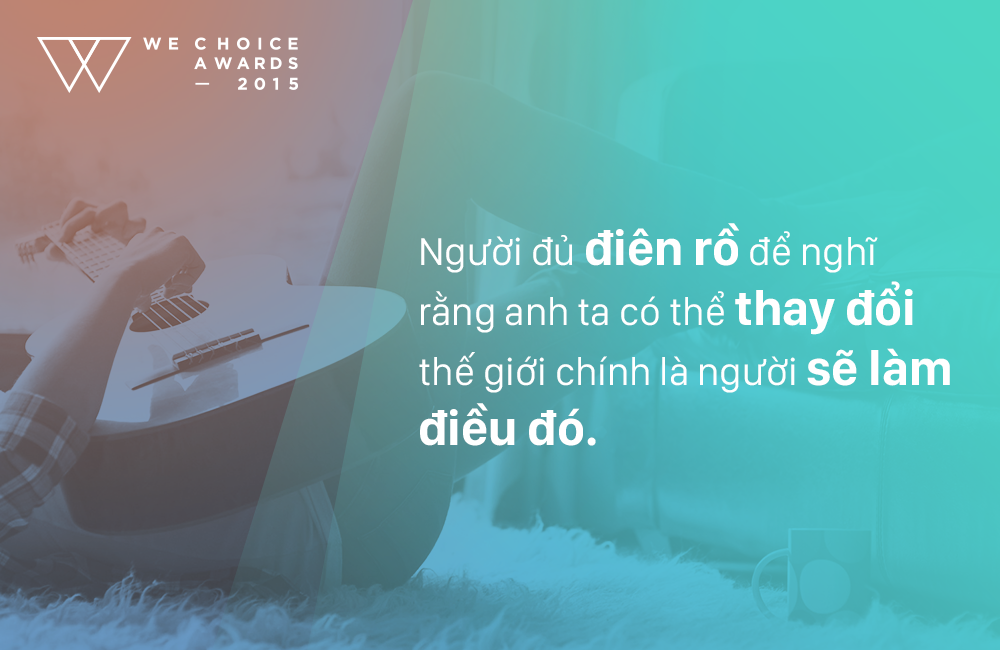 WE CHOICE
AWARDS
— 2015
Người đủ điên rồ để nghĩ
rằng anh ta có thể thay đổi
thế giới chính là người sẽ làm
điều đó.